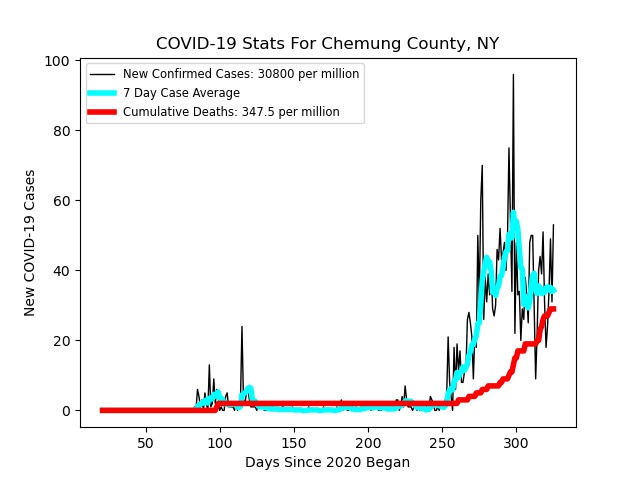 COVID-19 Stats For Chemung County, NY
New Confirmed Cases: 30800 per million
7 Day Case Average
Cumulative Deaths: 347.5 per million
New COVID-19 Cases
100
80
60
40
20
0
50 100 150 200 250 300
Days Since 2020 Began